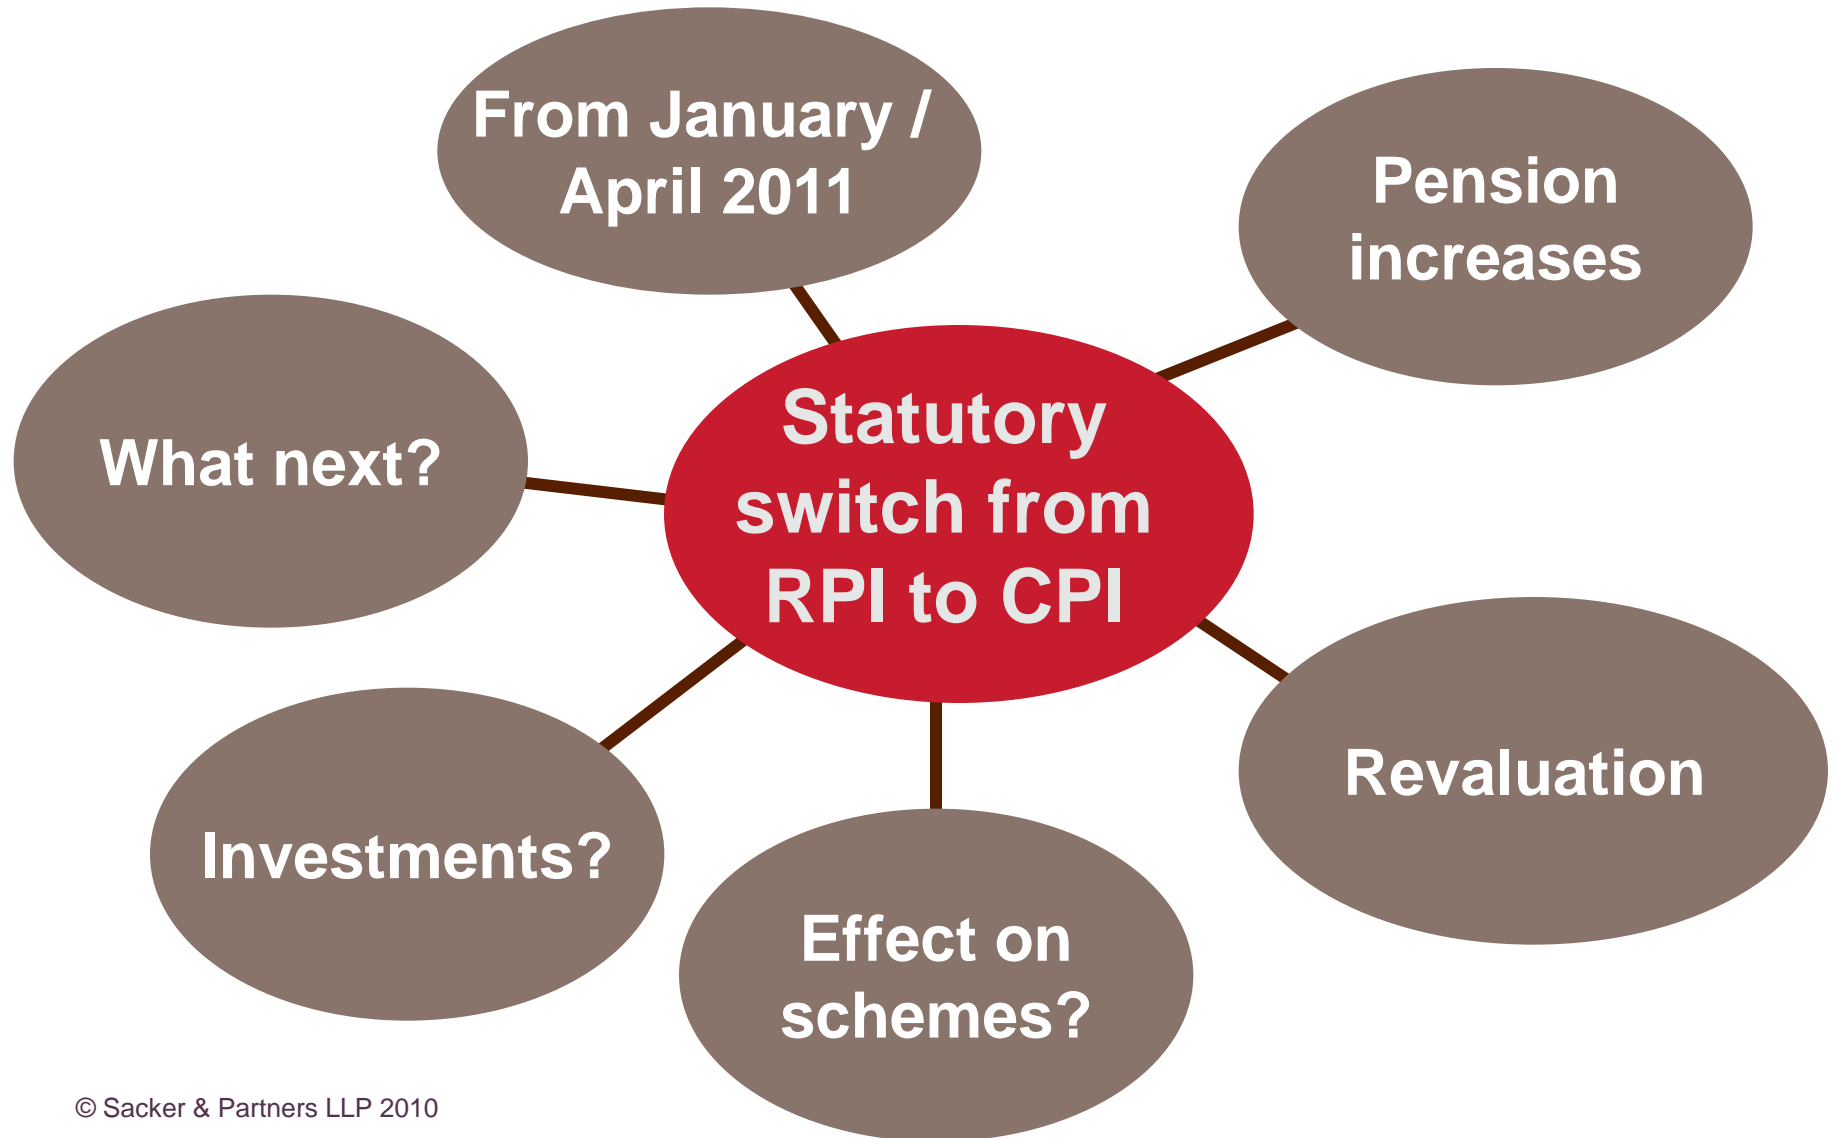 From January /
April 2011
Pension
increases
What next?
Statutory
switch from
RPI to CPI
Revaluation
Investments?
Effect on
schemes?
© Sacker & Partners LLP 2010